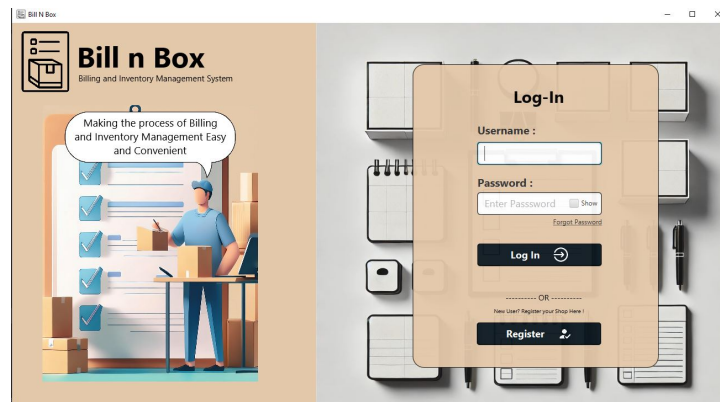 Bill N Box
Bill n Box
Billing and Inventory Management System
Making the process of Billing
and Inventory Management Easy
and Convenient
Log-In
Username :
Password :
Enter Passsword
Show
Forgot Password
Log In
---------- OR ----------
New User? Register your Shop Here !
Register